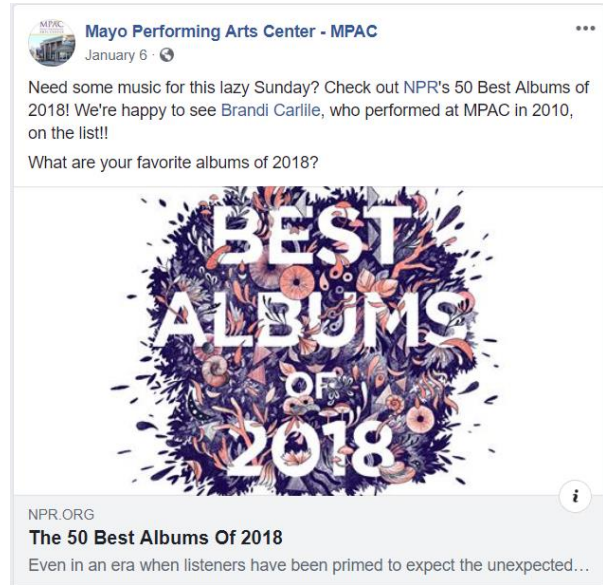 MPAC
Mayo Performing Arts Center - MPAC
January 6 ·
Need some music for this lazy Sunday? Check out NPR's 50 Best Albums of
2018! We're happy to see Brandi Carlile, who performed at MPAC in 2010,
on the list!!
What are your favorite albums of 2018?
BEST
ALBUMS
OF
2018
i
NPR.ORG
The 50 Best Albums Of 2018
Even in an era when listeners have been primed to expect the unexpected…